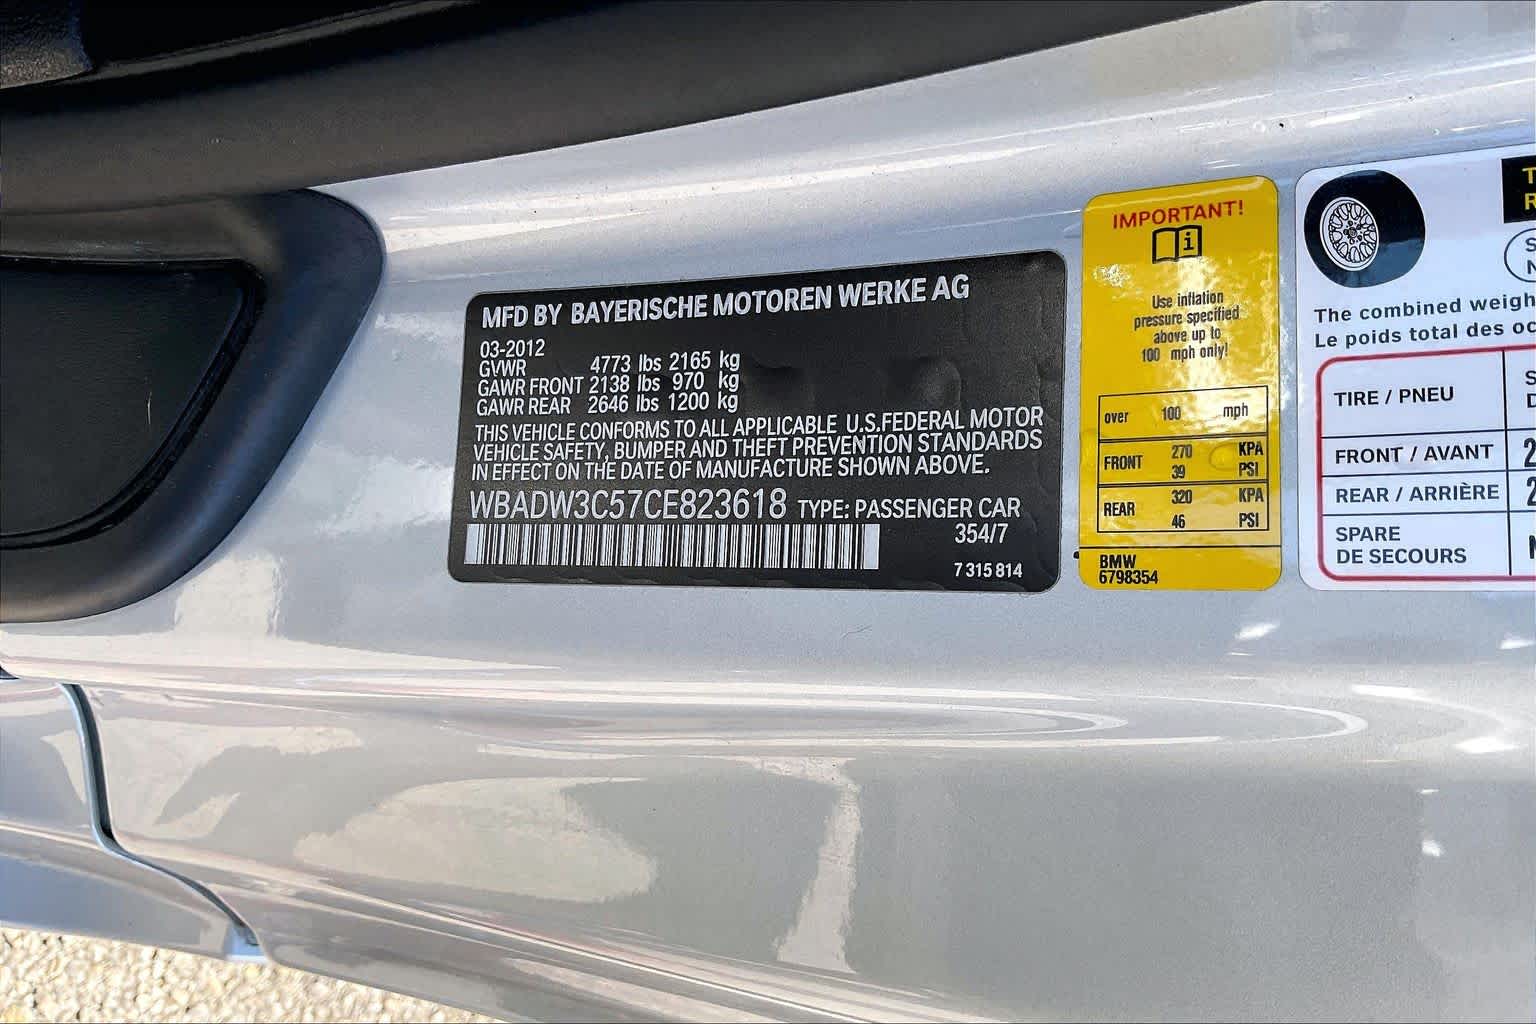 MFD BY BAYERISCHE MOTOREN WERKE AG
03-2012
GVWR 4773 lbs 2165 kg
GAWR FRONT 2138 lbs 970 kg
GAWR REAR 2646 lbs 1200 kg
THIS VEHICLE CONFORMS TO ALL APPLICABLE U.S.FEDERAL MOTOR
VEHICLE SAFETY, BUMPER AND THEFT PREVENTION STANDARDS
IN EFFECT ON THE DATE OF MANUFACTURE SHOWN ABOVE.
WBADW3C57CE823618 TYPE: PASSENGER CAR
354/7
7 315 814
IMPORTANT!
i
Use inflation
pressure specified
above up to
100 mph only!
over 100 mph
FRONT 270 KPA
39 PSI
REAR 320 KPA
46 PSI
BMW
6798354
The combined
Le poids total des
TIRE / PNEU
FRONT / AVANT
REAR / ARRIÈRE
SPARE
DE SECOURS